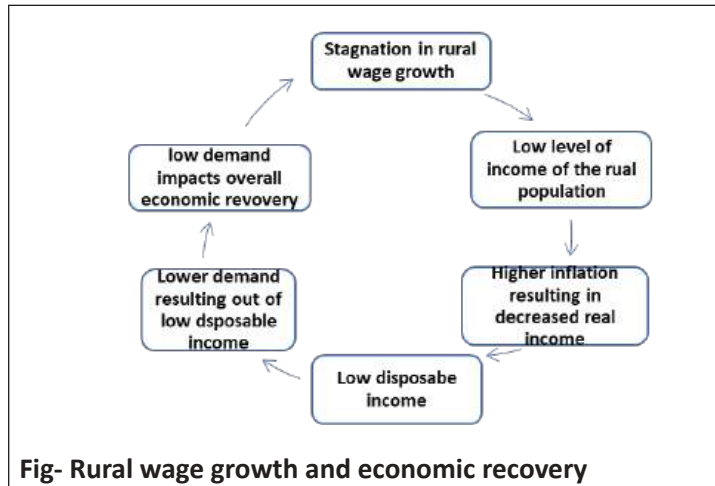 Stagnation in rural
wage growth
Low level of
income of the rual
population
Higher inflation
resulting in
decreased real
income
Low disposabe
income
Lower demand
resulting out of
low dsposable
income
low demand
impacts overall
economic revovery
Fig- Rural wage growth and economic recovery